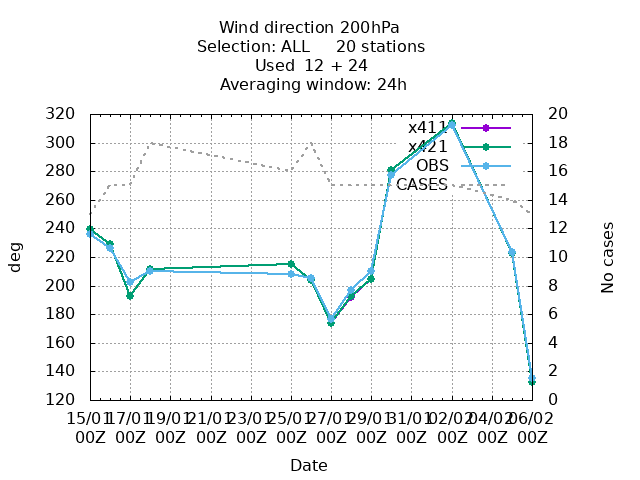 Wind direction 200hPa
Selection: ALL     20 stations
Used  12 + 24
Averaging window: 24h
320 20
x411
300 18
x421
280 OBS 16
260 CASES 14
240 12
deg 220 10 No cases
200 8
180 6
160 4
140 2
120 0
15/01 17/01 19/01 21/01 23/01 25/01 27/01 29/01 31/01 02/02 04/02 06/02
00Z 00Z 00Z 00Z 00Z 00Z 00Z 00Z 00Z 00Z 00Z 00Z
Date